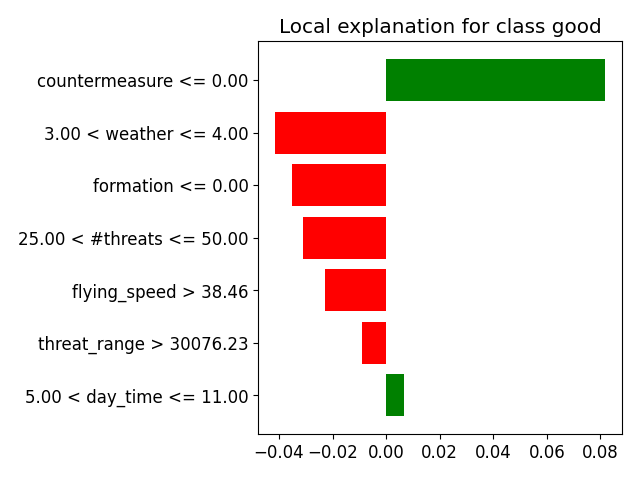 Local explanation for class good
countermeasure <= 0.00
3.00 < weather <= 4.00
formation <= 0.00
25.00 < #threats <= 50.00
flying_speed > 38.46
threat_range > 30076.23
5.00 < day_time <= 11.00
−0.04 −0.02 0.00 0.02 0.04 0.06 0.08